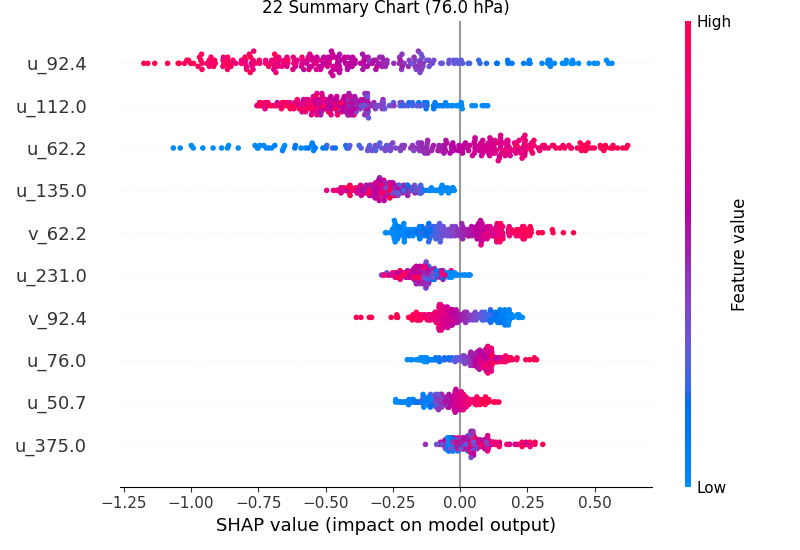 22 Summary Chart (76.0 hPa)
High
u_92.4
u_112.0
u_62.2
u_135.0
v_62.2
u_231.0
v_92.4
u_76.0
u_50.7
u_375.0
Feature value
Low
−1.25 −1.00 −0.75 −0.50 −0.25 0.00 0.25 0.50
SHAP value (impact on model output)